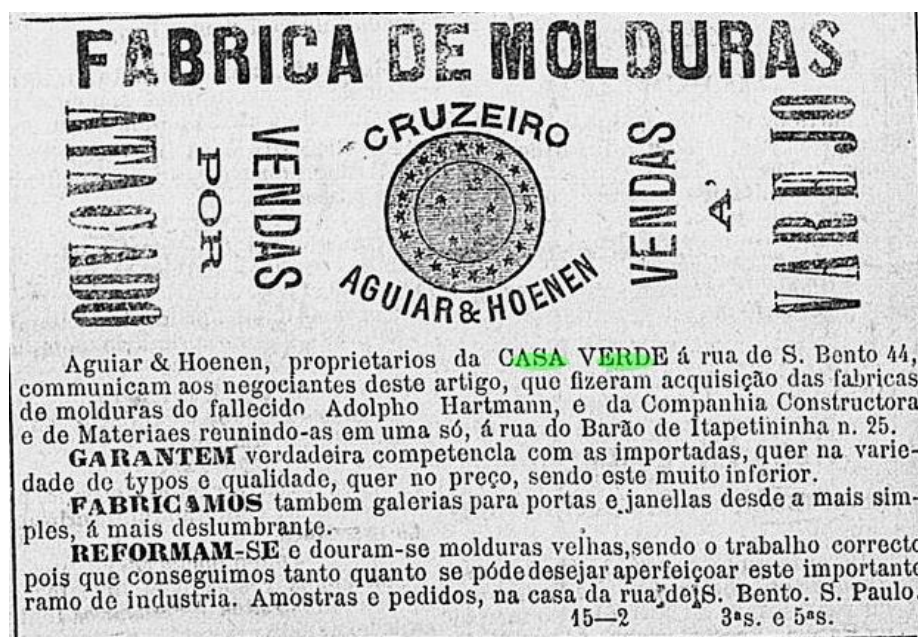 FABRICA DE MOLDURAS
VENDAS
POR
ATACADO
CRUZEIRO
AGUIAR & HOENEN
VENDAS
A'
VAREJO
Aguiar & Hoenen, proprietarios da CASA VERDE á rua de S. Bento 44,
communicam aos negociantes deste artigo, que fizeram acquisição das fabricas
de molduras do fallecido Adolpho Hartmann, e da Companhia Constructora
e de Materiaes reunindo-as em uma só, á rua do Barão de Itapetininha n. 25.
GARANTEM verdadeira competencia com as importadas, quer na varie-
dade de typos e qualidade, quer no preço, sendo este muito inferior.
FABRICAMOS tambem galerias para portas e janellas desde a mais sim-
ples, á mais deslumbrante.
REFORMAM-SE e douram-se molduras velhas, sendo o trabalho correcto
pois que conseguimos tanto quanto se póde desejar aperfeiçoar este importante
ramo de industria. Amostras e pedidos, na casa da rua de S. Bento. S. Paulo.
15—2 3ªs. e 5ªs.